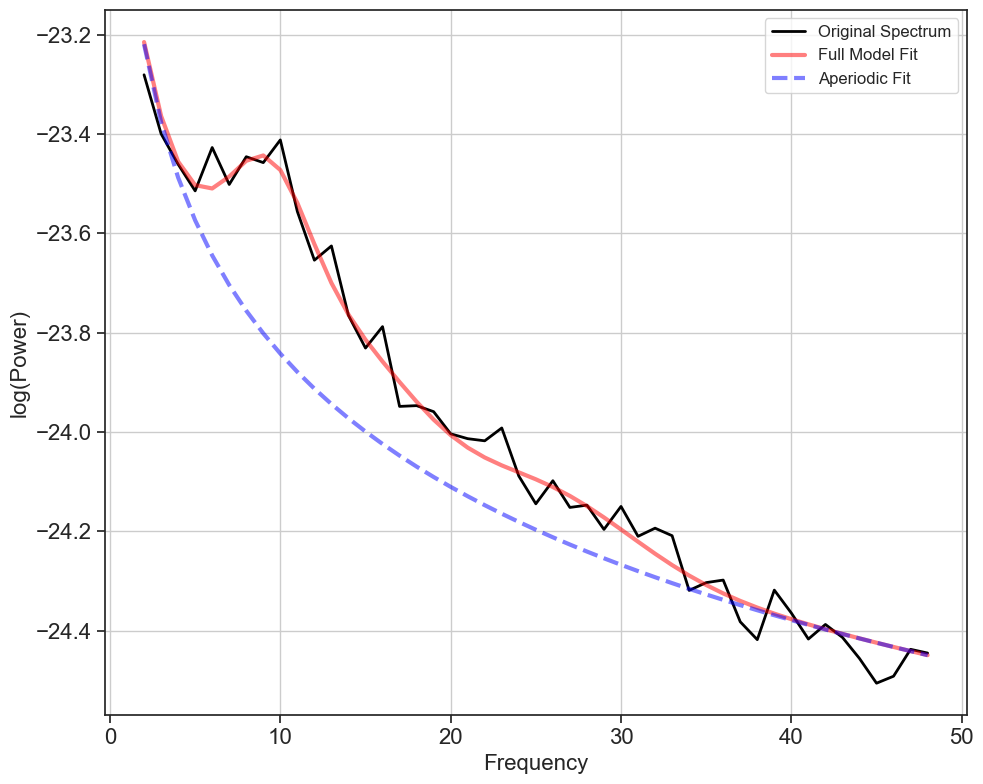 Original Spectrum
Full Model Fit
Aperiodic Fit
log(Power)
−23.2
−23.4
−23.6
−23.8
−24.0
−24.2
−24.4
0 10 20 30 40 50
Frequency